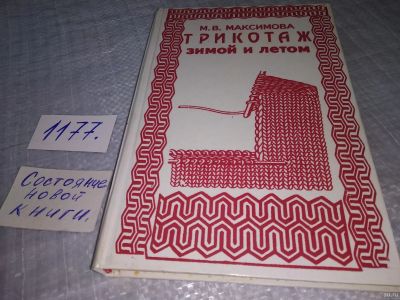 М. В. МАКСИМОВА
ТРИКОТАЖ
ЗИМОЙ И ЛЕТОМ
1177.
Состояние
новой
книги.